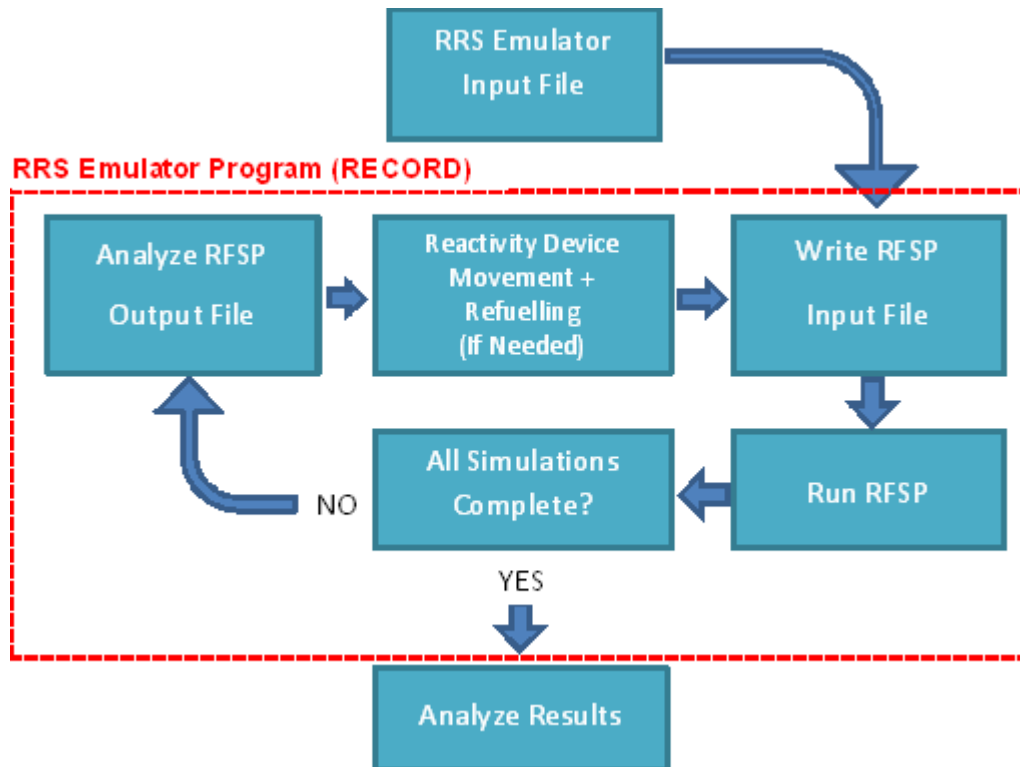 RRS Emulator
Input File
RRS Emulator Program (RECORD)
Analyze RFSP
Output File
Reactivity Device
Movement +
Refuelling
(If Needed)
Write RFSP
Input File
Run RFSP
All Simulations
Complete?
NO
YES
Analyze Results